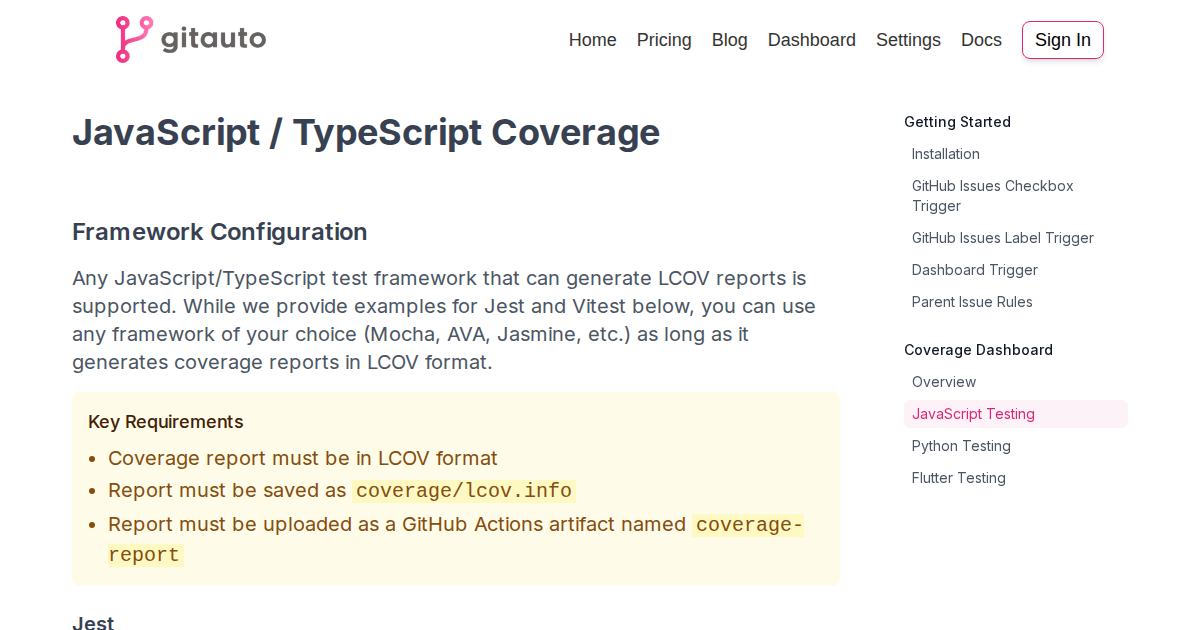 gitauto
Home Pricing Blog Dashboard Settings Docs Sign In
JavaScript / TypeScript Coverage
Framework Configuration
Any JavaScript/TypeScript test framework that can generate LCOV reports is
supported. While we provide examples for Jest and Vitest below, you can use
any framework of your choice (Mocha, AVA, Jasmine, etc.) as long as it
generates coverage reports in LCOV format.
Key Requirements
• Coverage report must be in LCOV format
• Report must be saved as coverage/lcov.info
• Report must be uploaded as a GitHub Actions artifact named coverage-
report
Jest
Getting Started
Installation
GitHub Issues Checkbox
Trigger
GitHub Issues Label Trigger
Dashboard Trigger
Parent Issue Rules
Coverage Dashboard
Overview
JavaScript Testing
Python Testing
Flutter Testing